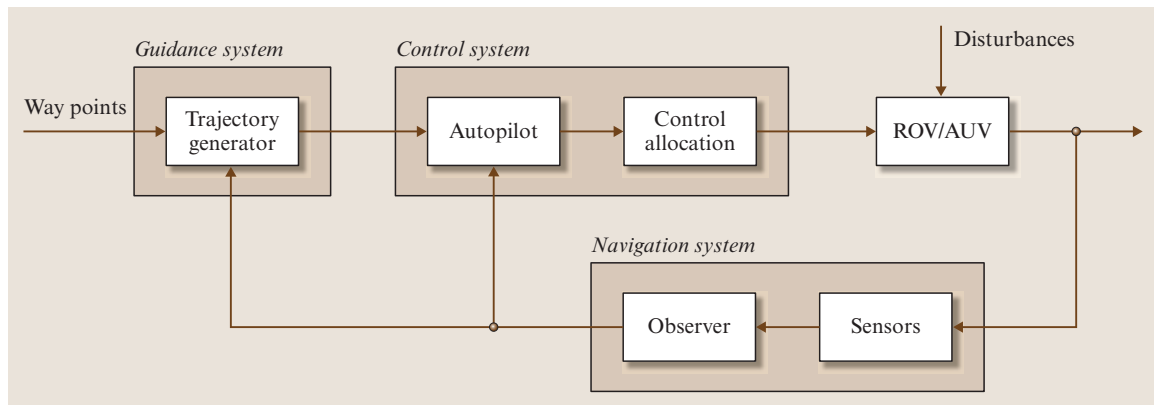 Guidance system
Control system
Disturbances
Way points
Trajectory
generator
Autopilot
Control
allocation
ROV/AUV
Navigation system
Observer
Sensors